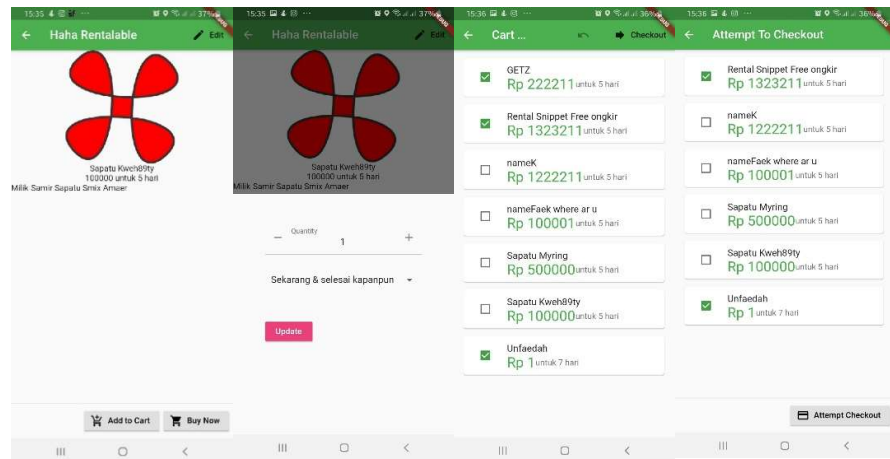 15:35 4 37%
Haha Rentalable Edit
Sapatu Kweh89ty
100000 untuk 5 hari
Milik Samir Sapatu Smix Amaer
Add to Cart Buy Now
15:35 4 37%
Haha Rentalable Edit
Sapatu Kweh89ty
100000 untuk 5 hari
Milik Samir Sapatu Smix Amaer
Quantity
1
Sekarang & selesai kapanpun
Update
15:36 4 36%
Cart ... Checkout
GETZ
Rp 222211 untuk 5 hari
Rental Snippet Free ongkir
Rp 1323211 untuk 5 hari
nameK
Rp 1222211 untuk 5 hari
nameFaek where ar u
Rp 100001 untuk 5 hari
Sapatu Myring
Rp 500000 untuk 5 hari
Sapatu Kweh89ty
Rp 100000 untuk 5 hari
Unfaedah
Rp 1 untuk 7 hari
15:36 4 36%
Attempt To Checkout
Rental Snippet Free ongkir
Rp 1323211 untuk 5 hari
nameK
Rp 1222211 untuk 5 hari
nameFaek where ar u
Rp 100001 untuk 5 hari
Sapatu Myring
Rp 500000 untuk 5 hari
Sapatu Kweh89ty
Rp 100000 untuk 5 hari
Unfaedah
Rp 1 untuk 7 hari
Attempt Checkout